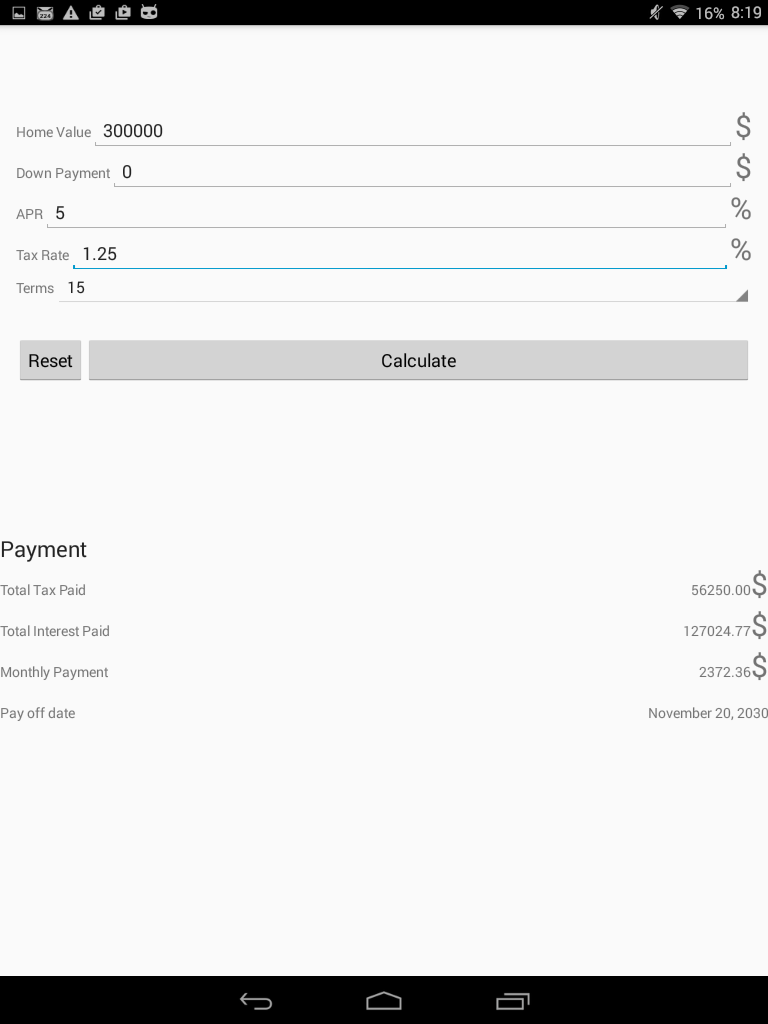 224 16% 8:19
Home Value 300000 $
Down Payment 0 $
APR 5 %
Tax Rate 1.25 %
Terms 15
Reset Calculate
Payment
Total Tax Paid 56250.00$
Total Interest Paid 127024.77$
Monthly Payment 2372.36$
Pay off date November 20, 2030